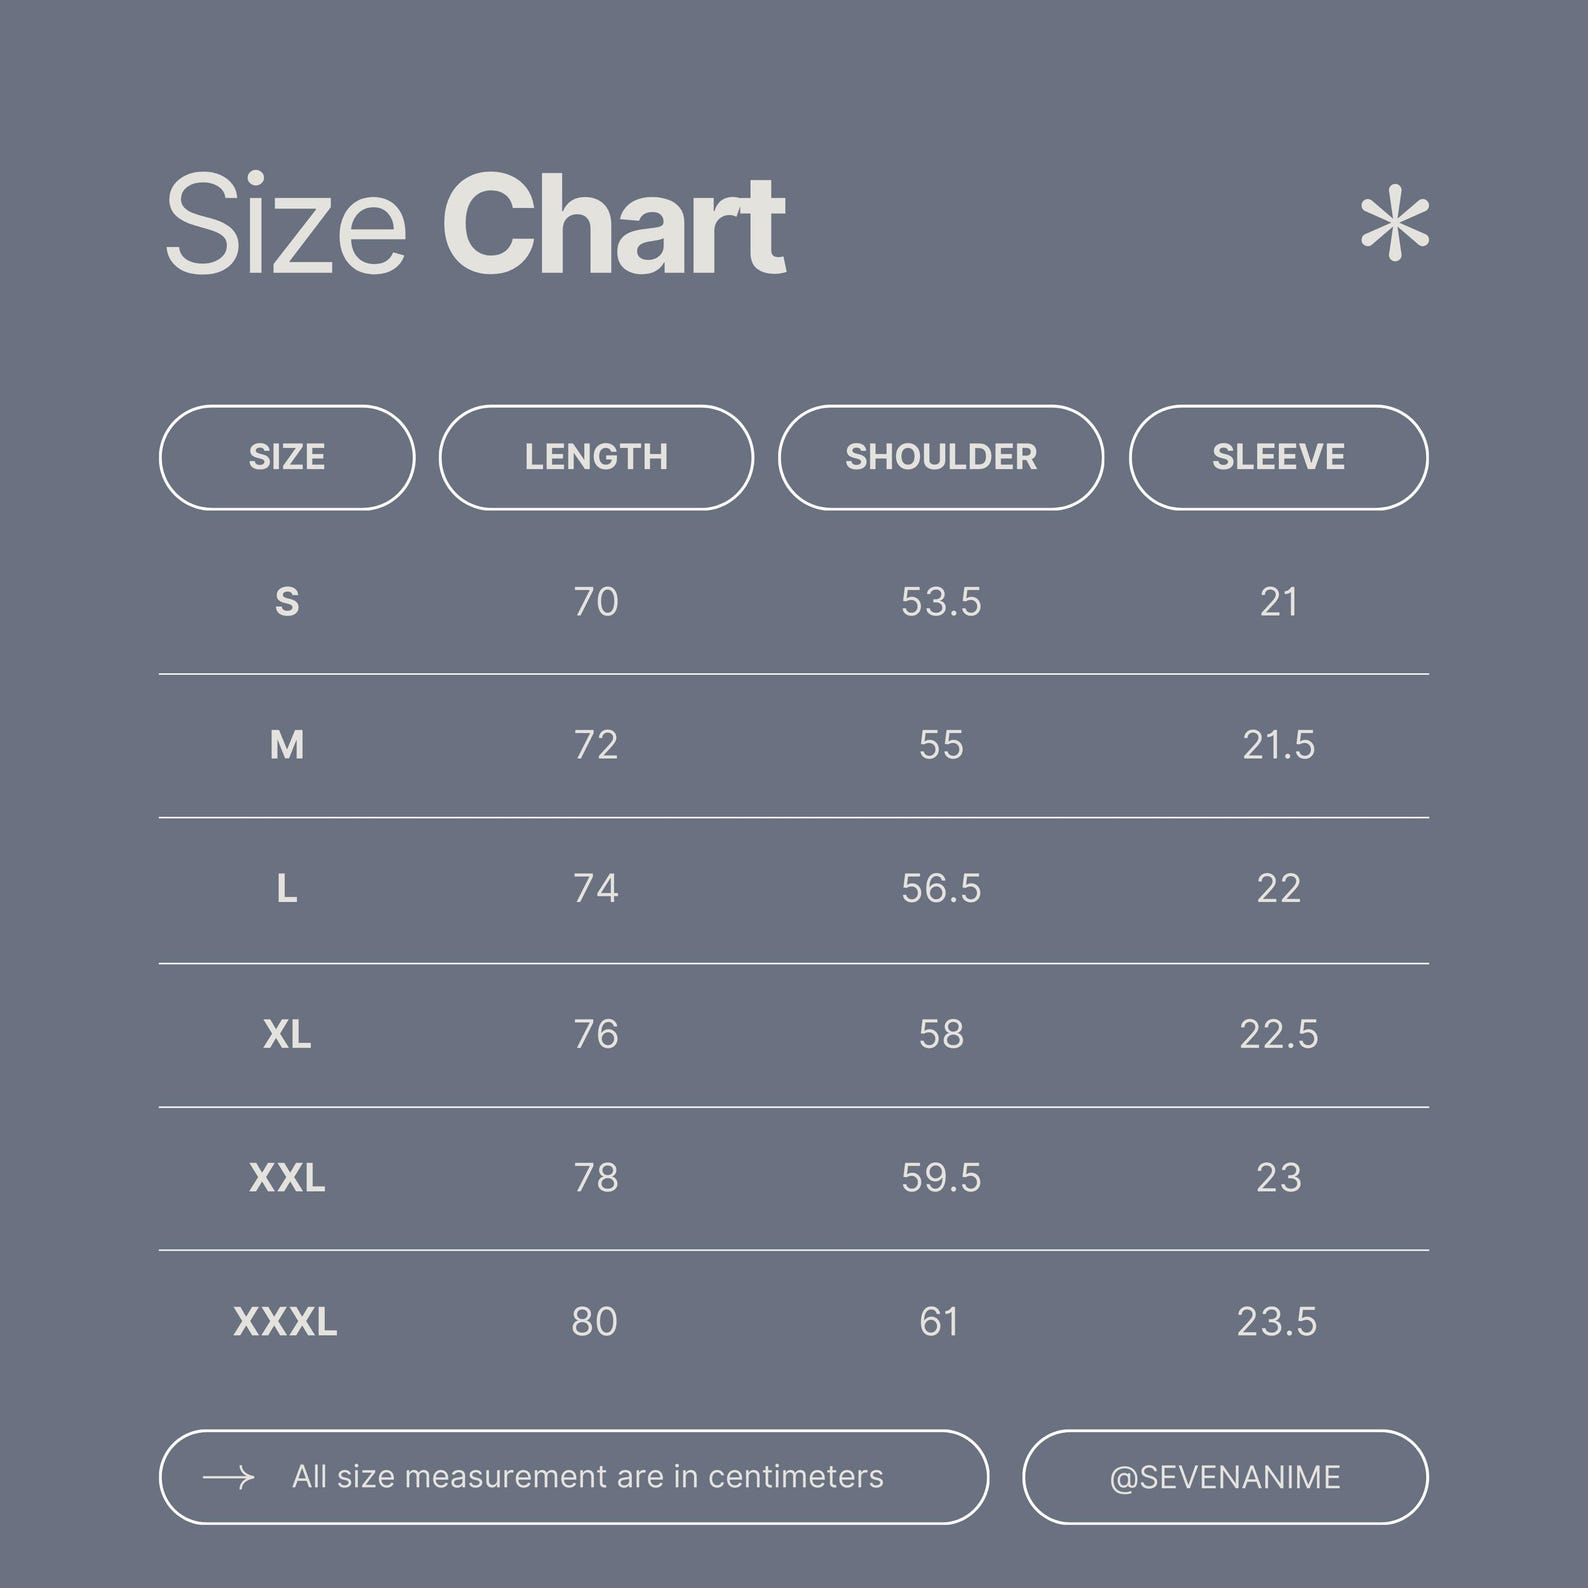 Size Chart *
SIZE LENGTH SHOULDER SLEEVE
S 70 53.5 21
M 72 55 21.5
L 74 56.5 22
XL 76 58 22.5
XXL 78 59.5 23
XXXL 80 61 23.5
→ All size measurement are in centimeters @SEVENANIME